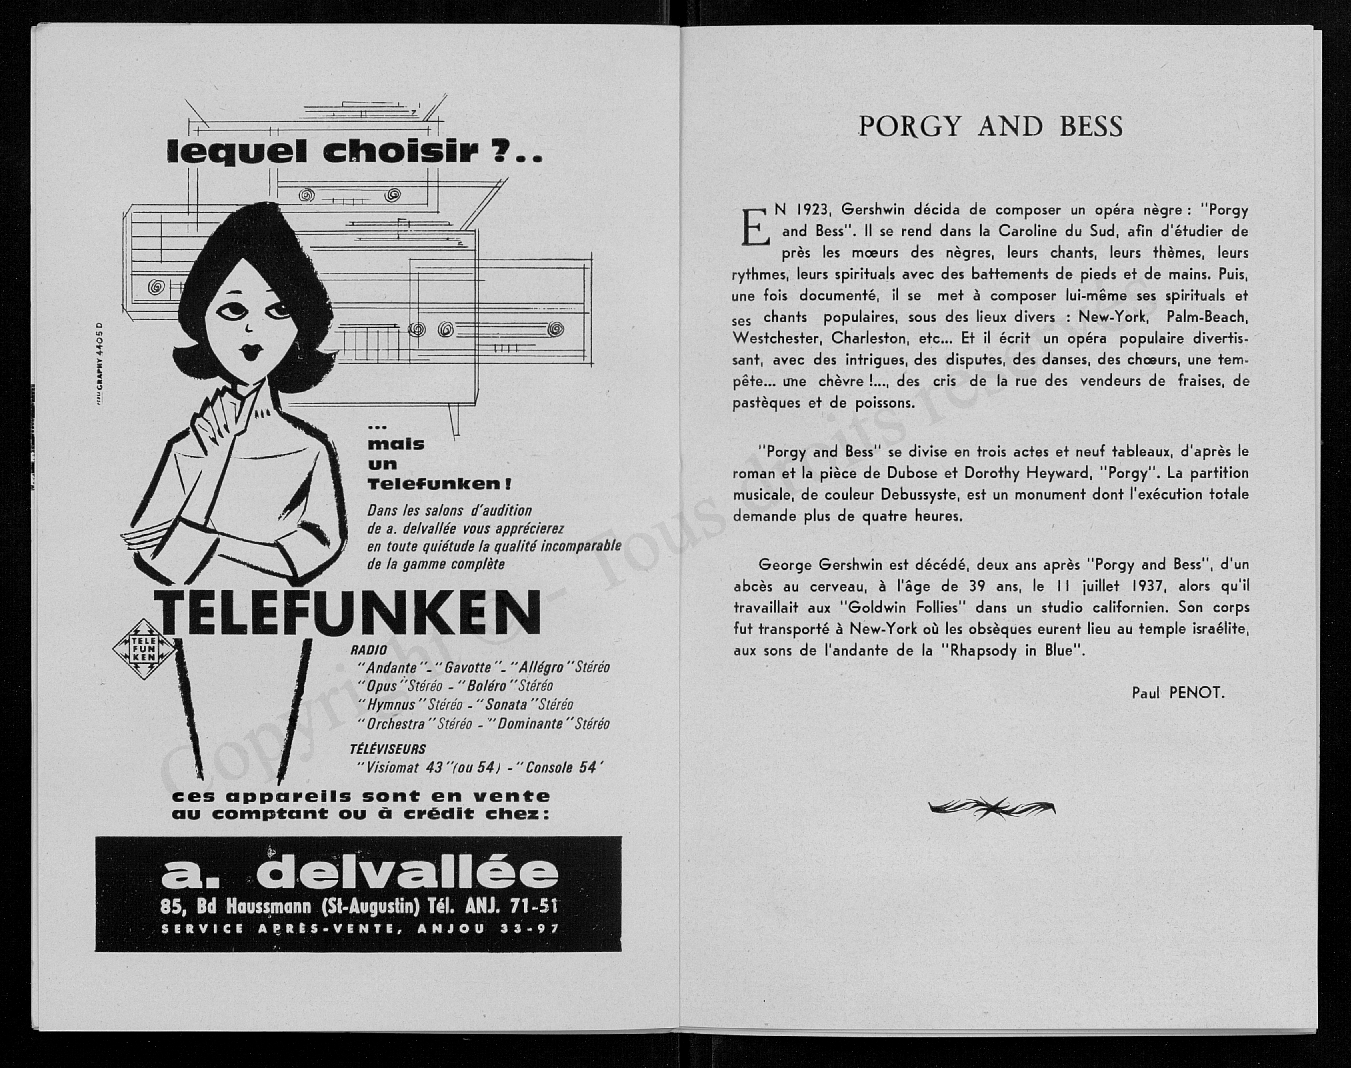 lequel choisir ?..
...
mais
un
Telefunken !
Dans les salons d'audition
de a. delvallée vous apprécierez
en toute quiétude la qualité incomparable
de la gamme complète
TELEFUNKEN
TELE
FUN
KEN
RADIO
"Andante"_"Gavotte"_"Allégro"Stéréo
"Opus"Stéréo - "Boléro"Stéréo
"Hymnus"Stéréo - "Sonata"Stéréo
"Orchestra"Stéréo - "Dominante"Stéréo
TÉLÉVISEURS
"Visiomat 43"(ou 54) - "Console 54'
ces appareils sont en vente
au comptant ou à crédit chez:
a. delvallée
85, Bd Haussmann (St-Augustin) Tél. ANJ. 71-51
SERVICE APRÈS-VENTE, ANJOU 33-97
4405 D
PORGY AND BESS
EN 1923, Gershwin décida de composer un opéra nègre : "Porgy
and Bess". Il se rend dans la Caroline du Sud, afin d'étudier de
près les mœurs des nègres, leurs chants, leurs thèmes, leurs
rythmes, leurs spirituals avec des battements de pieds et de mains. Puis,
une fois documenté, il se met à composer lui-même ses spirituals et
ses chants populaires, sous des lieux divers : New-York, Palm-Beach,
Westchester, Charleston, etc... Et il écrit un opéra populaire divertis-
sant, avec des intrigues, des disputes, des danses, des chœurs, une tem-
pête... une chèvre !..., des cris de la rue des vendeurs de fraises, de
pastèques et de poissons.
"Porgy and Bess" se divise en trois actes et neuf tableaux, d'après le
roman et la pièce de Dubose et Dorothy Heyward, "Porgy". La partition
musicale, de couleur Debussyste, est un monument dont l'exécution totale
demande plus de quatre heures.
George Gershwin est décédé, deux ans après "Porgy and Bess", d'un
abcès au cerveau, à l'âge de 39 ans, le 11 juillet 1937, alors qu'il
travaillait aux "Goldwin Follies" dans un studio californien. Son corps
fut transporté à New-York où les obsèques eurent lieu au temple israélite,
aux sons de l'andante de la "Rhapsody in Blue".
Paul PENOT.
Copyright © - Tous droits réservés